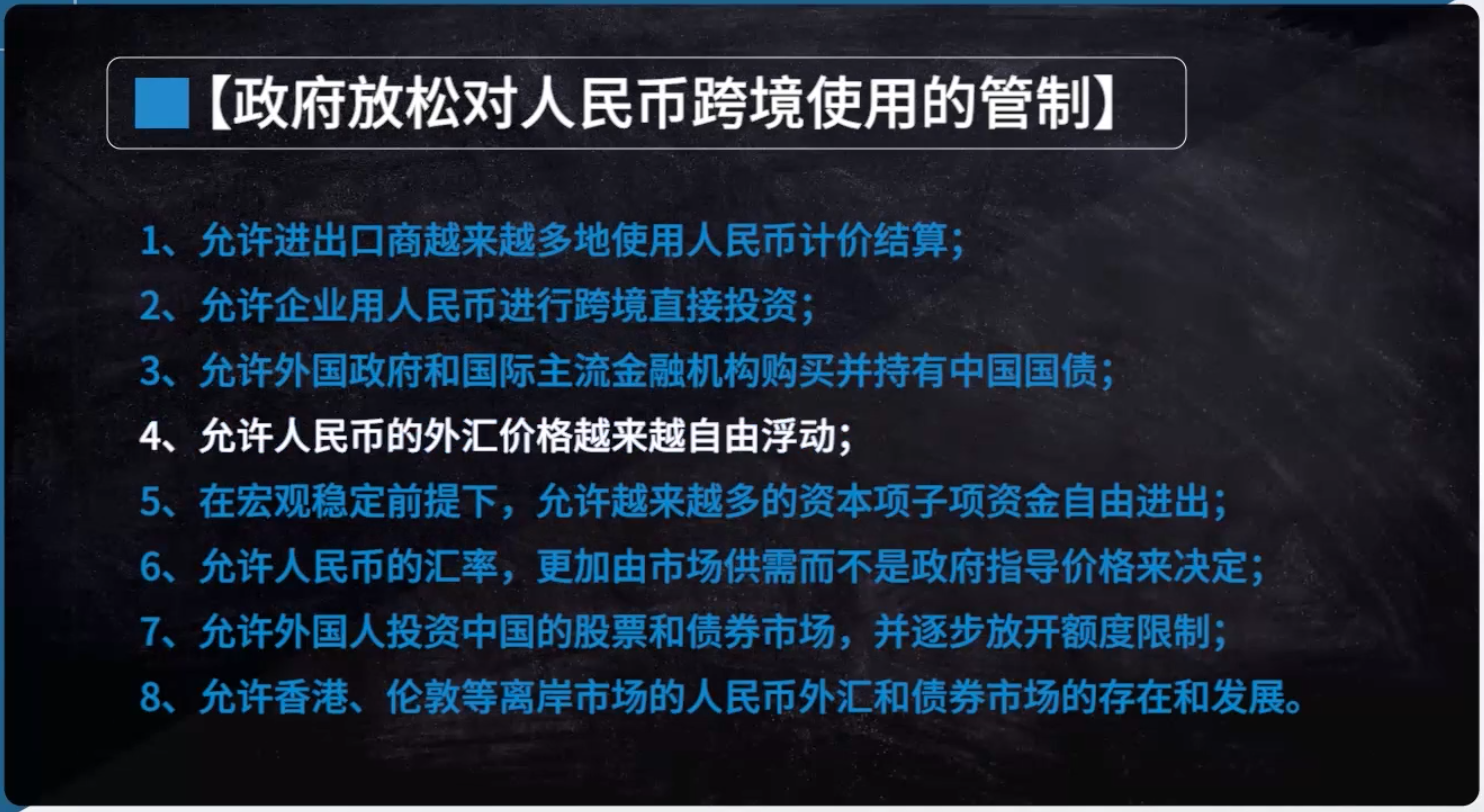 【政府放松对人民币跨境使用的管制】
1、允许进出口商越来越多地使用人民币计价结算；
2、允许企业用人民币进行跨境直接投资；
3、允许外国政府和国际主流金融机构购买并持有中国国债；
4、允许人民币的外汇价格越来越自由浮动；
5、在宏观稳定前提下，允许越来越多的资本项子项资金自由进出；
6、允许人民币的汇率，更加由市场供需而不是政府指导价格来决定；
7、允许外国人投资中国的股票和债券市场，并逐步放开额度限制；
8、允许香港、伦敦等离岸市场的人民币外汇和债券市场的存在和发展。